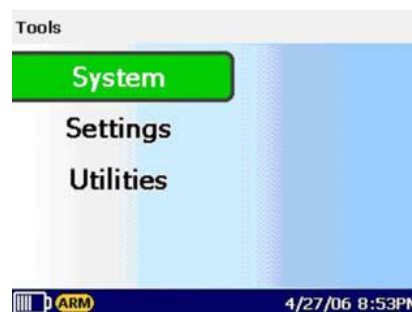 Tools
System
Settings
Utilities
ARM 4/27/06 8:53PM